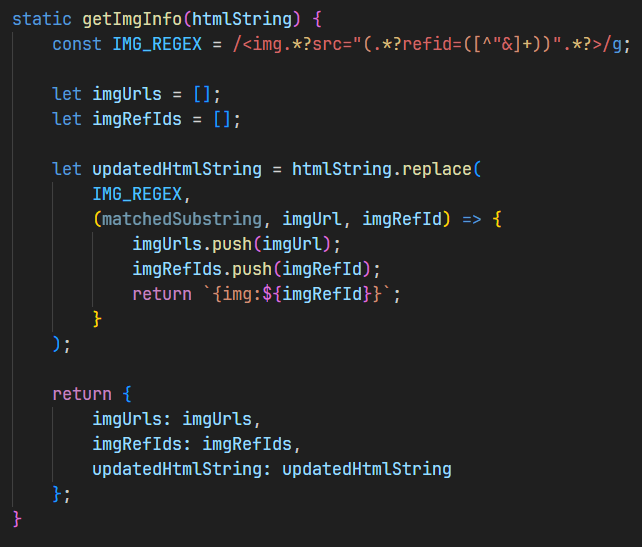 static getImgInfo(htmlString) {
    const IMG_REGEX = /<img.*?src="(.*?refid=([^"&]+))".*?>/g;

    let imgUrls = [];
    let imgRefIds = [];

    let updatedHtmlString = htmlString.replace(
        IMG_REGEX,
        (matchedSubstring, imgUrl, imgRefId) => {
            imgUrls.push(imgUrl);
            imgRefIds.push(imgRefId);
            return `{img:${imgRefId}}`;
        }
    );

    return {
        imgUrls: imgUrls,
        imgRefIds: imgRefIds,
        updatedHtmlString: updatedHtmlString
    };
}